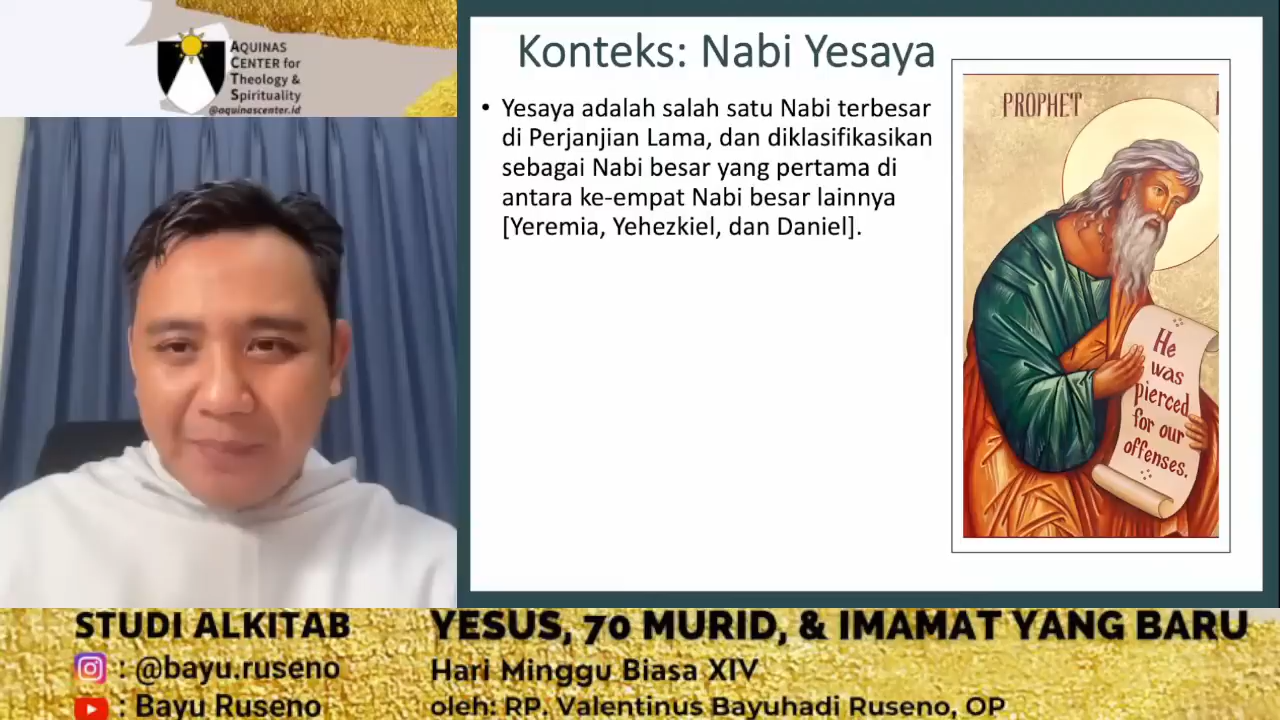 AQUINAS
CENTER for
Theology &
Spirituality
@aquinascenter.id
Konteks: Nabi Yesaya
• Yesaya adalah salah satu Nabi terbesar
di Perjanjian Lama, dan diklasifikasikan
sebagai Nabi besar yang pertama di
antara ke-empat Nabi besar lainnya
[Yeremia, Yehezkiel, dan Daniel].
PROPHET
He
was
pierced
for our
offenses.
STUDI ALKITAB
: @bayu.ruseno
: Bayu Ruseno
YESUS, 70 MURID, & IMAMAT YANG BARU
Hari Minggu Biasa XIV
oleh: RP. Valentinus Bayuhadi Ruseno, OP